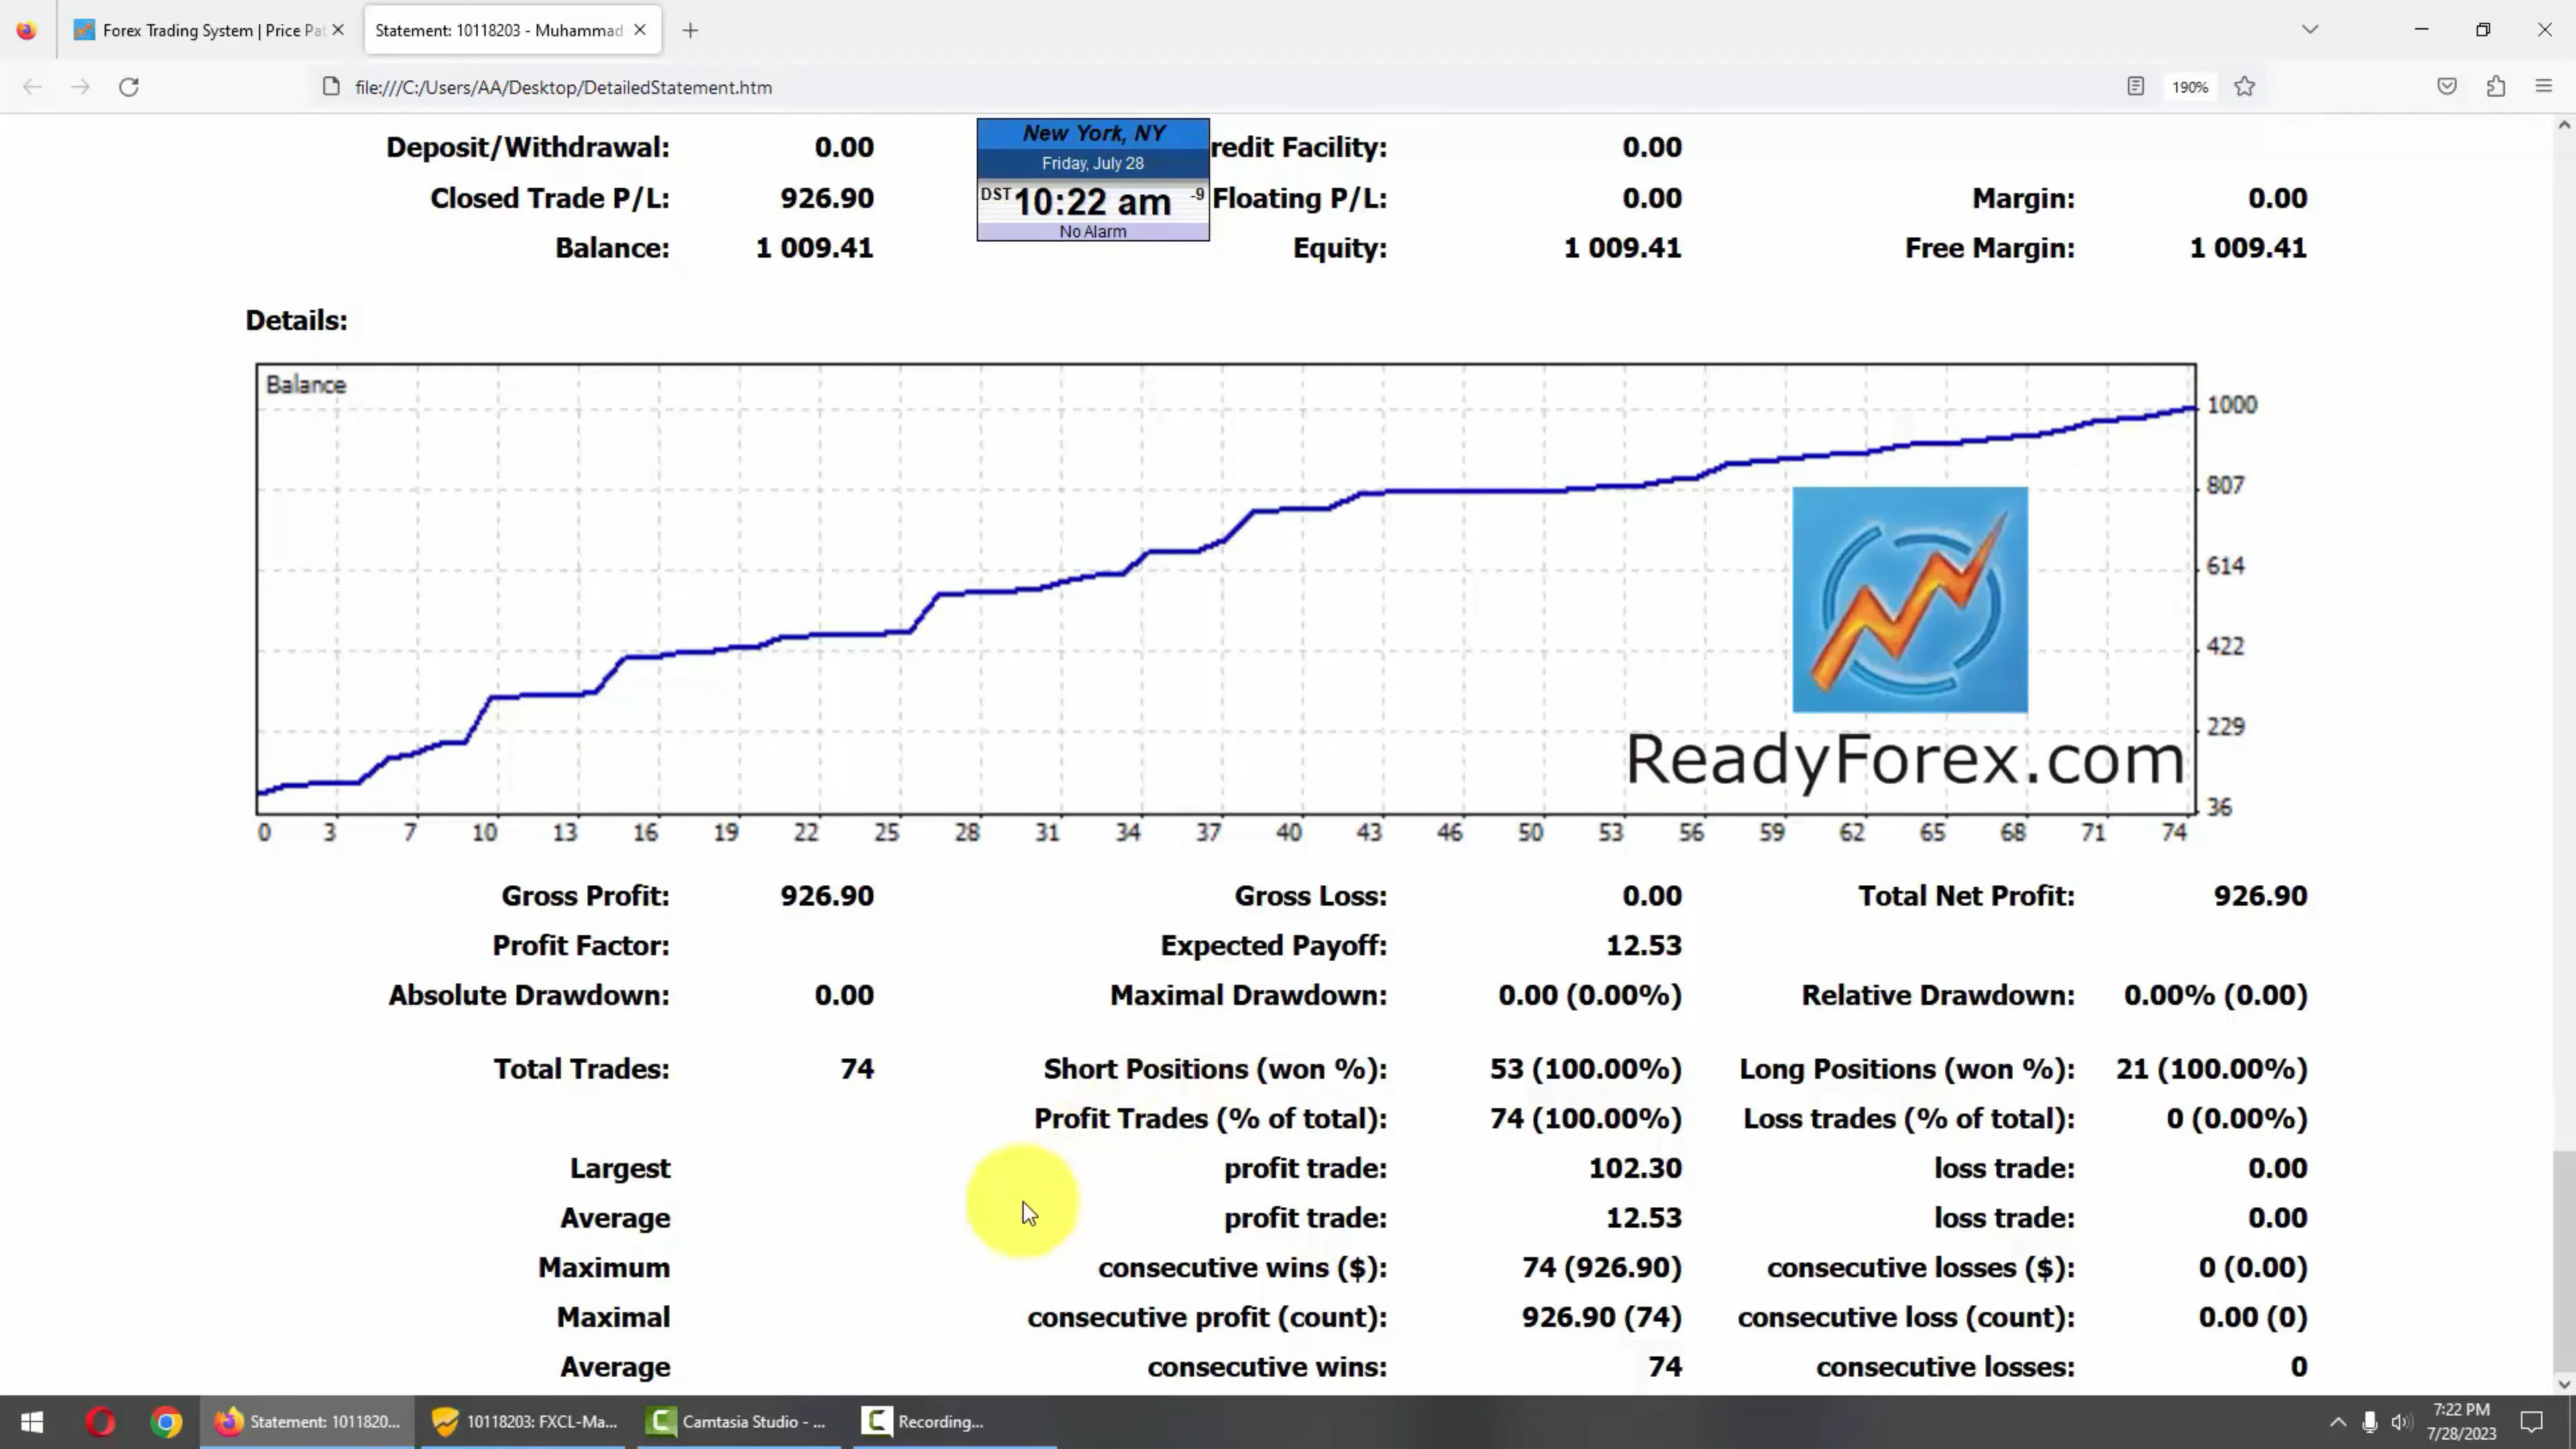 Forex Trading System | Price Pat
Statement: 10118203 - Muhammad
file:///C:/Users/AA/Desktop/DetailedStatement.htm
190%
Deposit/Withdrawal: 0.00 redit Facility: 0.00
Closed Trade P/L: 926.90 Floating P/L: 0.00 Margin: 0.00
Balance: 1 009.41 Equity: 1 009.41 Free Margin: 1 009.41
New York, NY
Friday, July 28
DST 10:22 am -9
No Alarm
Details:
Balance
1000
807
614
422
229
36
ReadyForex.com
0 3 7 10 13 16 19 22 25 28 31 34 37 40 43 46 50 53 56 59 62 65 68 71 74
Gross Profit: 926.90 Gross Loss: 0.00 Total Net Profit: 926.90
Profit Factor: Expected Payoff: 12.53
Absolute Drawdown: 0.00 Maximal Drawdown: 0.00 (0.00%) Relative Drawdown: 0.00% (0.00)
Total Trades: 74 Short Positions (won %): 53 (100.00%) Long Positions (won %): 21 (100.00%)
Profit Trades (% of total): 74 (100.00%) Loss trades (% of total): 0 (0.00%)
Largest profit trade: 102.30 loss trade: 0.00
Average profit trade: 12.53 loss trade: 0.00
Maximum consecutive wins ($): 74 (926.90) consecutive losses ($): 0 (0.00)
Maximal consecutive profit (count): 926.90 (74) consecutive loss (count): 0.00 (0)
Average consecutive wins: 74 consecutive losses: 0
Statement: 1011820...
10118203: FXCL-Ma...
Camtasia Studio - ...
Recording...
7:22 PM
7/28/2023